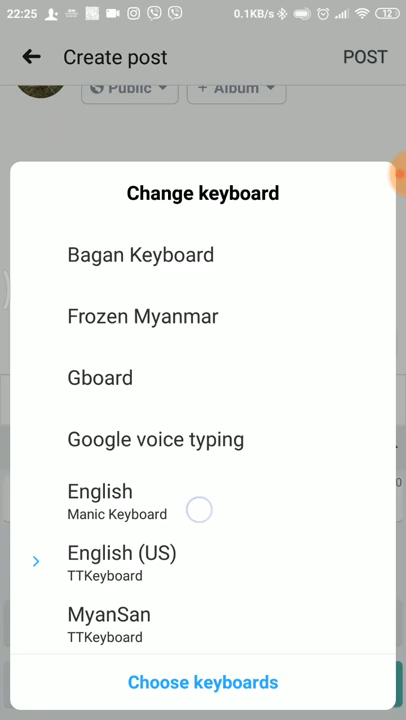 22:25 0.1KB/s 12
Create post POST
Public + Album
Change keyboard
Bagan Keyboard
Frozen Myanmar
Gboard
Google voice typing
English
Manic Keyboard
English (US)
TTKeyboard
MyanSan
TTKeyboard
Choose keyboards